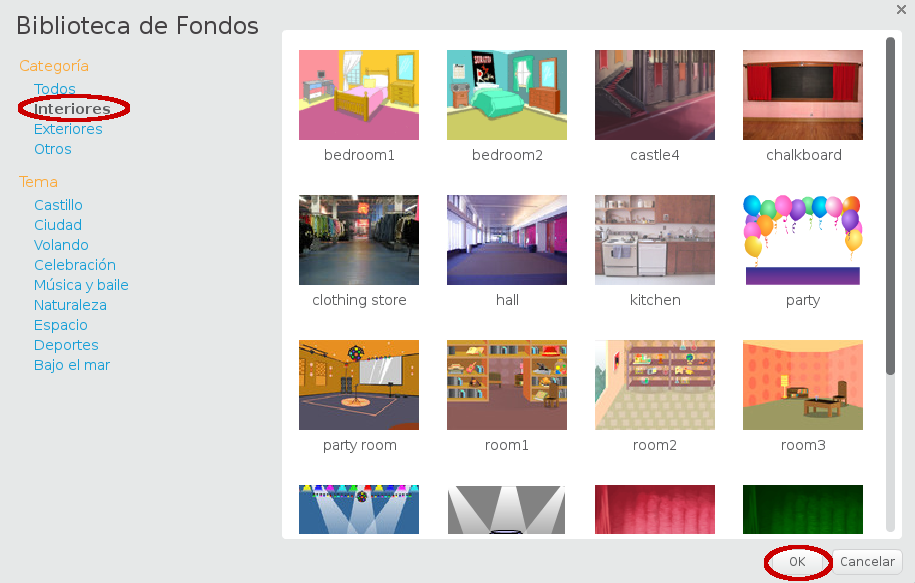 Biblioteca de Fondos
Categoría
Todos
Interiores
Exteriores
Otros
Tema
Castillo
Ciudad
Volando
Celebración
Música y baile
Naturaleza
Espacio
Deportes
Bajo el mar
bedroom1 bedroom2 castle4 chalkboard
clothing store hall kitchen party
party room room1 room2 room3
OK Cancelar